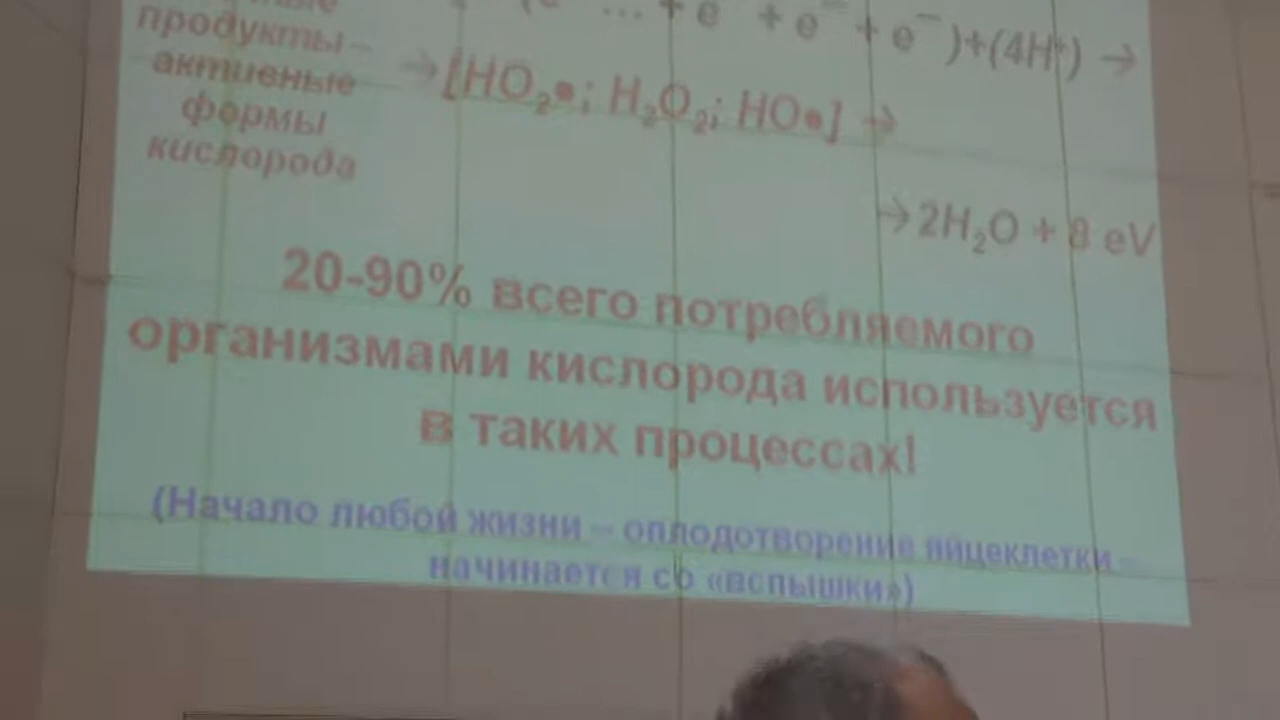 продукты –
активные
формы
кислорода
... + e⁻ + e⁻ + e⁻ )+(4H⁺) →
→ [HO₂•; H₂O₂; HO•] →
→ 2H₂O + 8 eV
20-90% всего потребляемого
организмами кислорода используется
в таких процессах!
(Начало любой жизни – оплодотворение яйцеклетки –
начинается со «вспышки»)